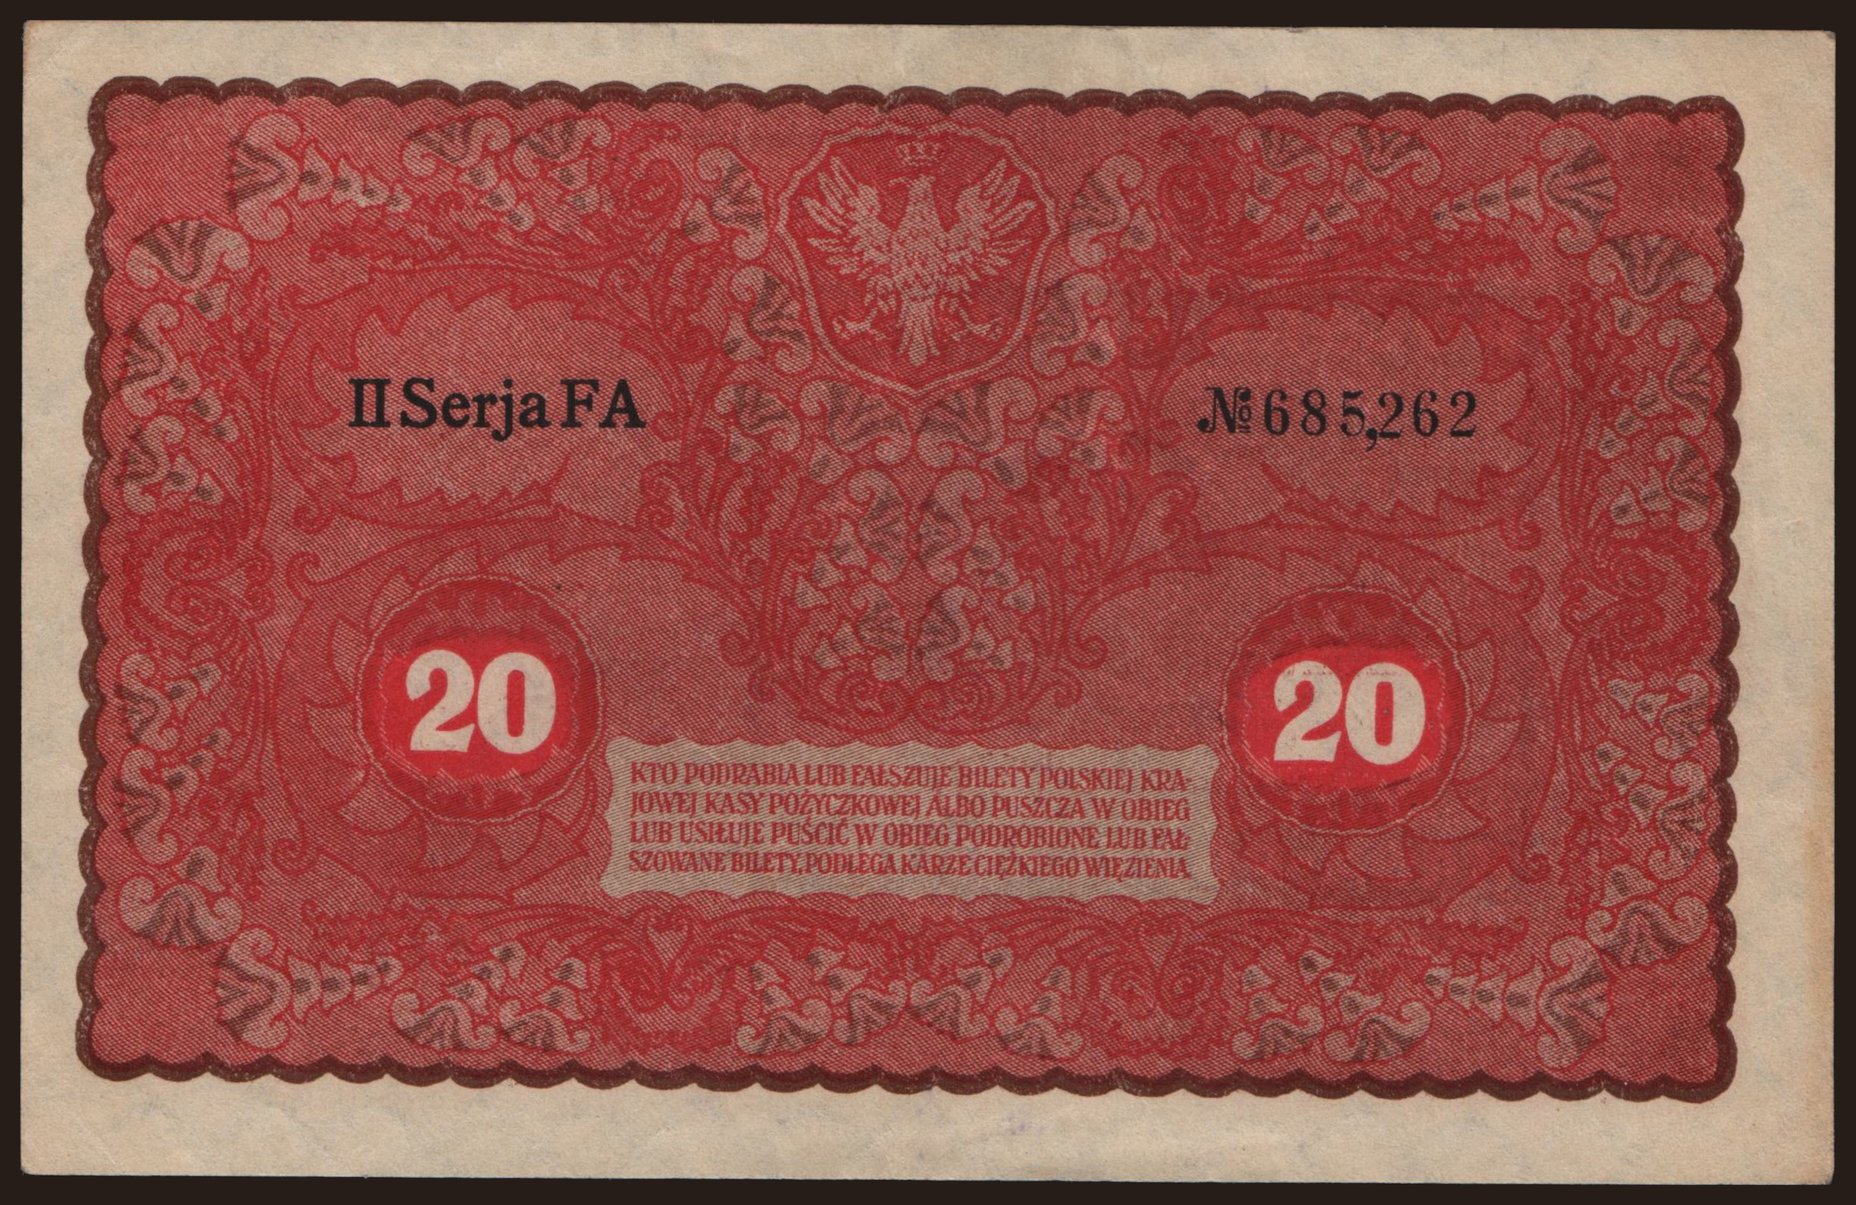 II Serja FA
№ 685,262
20
20
KTO PODRABIA LUB FAŁSZUJE BILETY POLSKIEJ KRA-
JOWEJ KASY POŻYCZKOWEJ ALBO PUSZCZA W OBIEG
LUB USIŁUJE PUŚCIĆ W OBIEG PODROBIONE LUB FAŁ-
SZOWANE BILETY, PODLEGA KARZE CIĘŻKIEGO WIĘZIENIA.